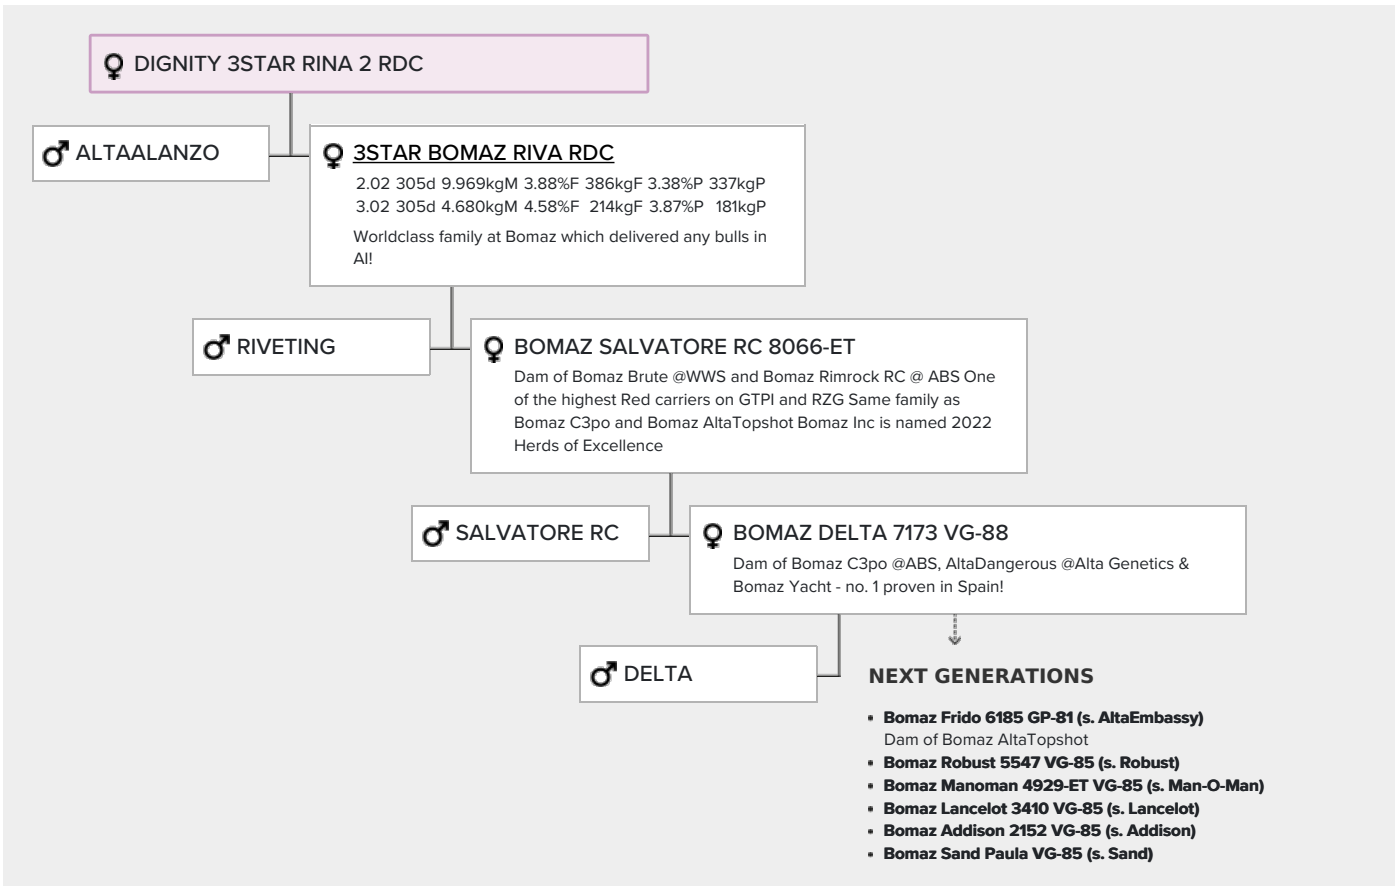 DIGNITY 3STAR RINA 2 RDC
ALTAALANZO
3STAR BOMAZ RIVA RDC
2.02 305d 9.969kgM 3.88%F 386kgF 3.38%P 337kgP
3.02 305d 4.680kgM 4.58%F 214kgF 3.87%P 181kgP
Worldclass family at Bomaz which delivered any bulls in
AI!
RIVETING
BOMAZ SALVATORE RC 8066-ET
Dam of Bomaz Brute @WWS and Bomaz Rimrock RC @ ABS One
of the highest Red carriers on GTPI and RZG Same family as
Bomaz C3po and Bomaz AltaTopshot Bomaz Inc is named 2022
Herds of Excellence
SALVATORE RC
BOMAZ DELTA 7173 VG-88
Dam of Bomaz C3po @ABS, AltaDangerous @Alta Genetics &
Bomaz Yacht - no. 1 proven in Spain!
DELTA
NEXT GENERATIONS
• Bomaz Frido 6185 GP-81 (s. AltaEmbassy)
Dam of Bomaz AltaTopshot
• Bomaz Robust 5547 VG-85 (s. Robust)
• Bomaz Manoman 4929-ET VG-85 (s. Man-O-Man)
• Bomaz Lancelot 3410 VG-85 (s. Lancelot)
• Bomaz Addison 2152 VG-85 (s. Addison)
• Bomaz Sand Paula VG-85 (s. Sand)